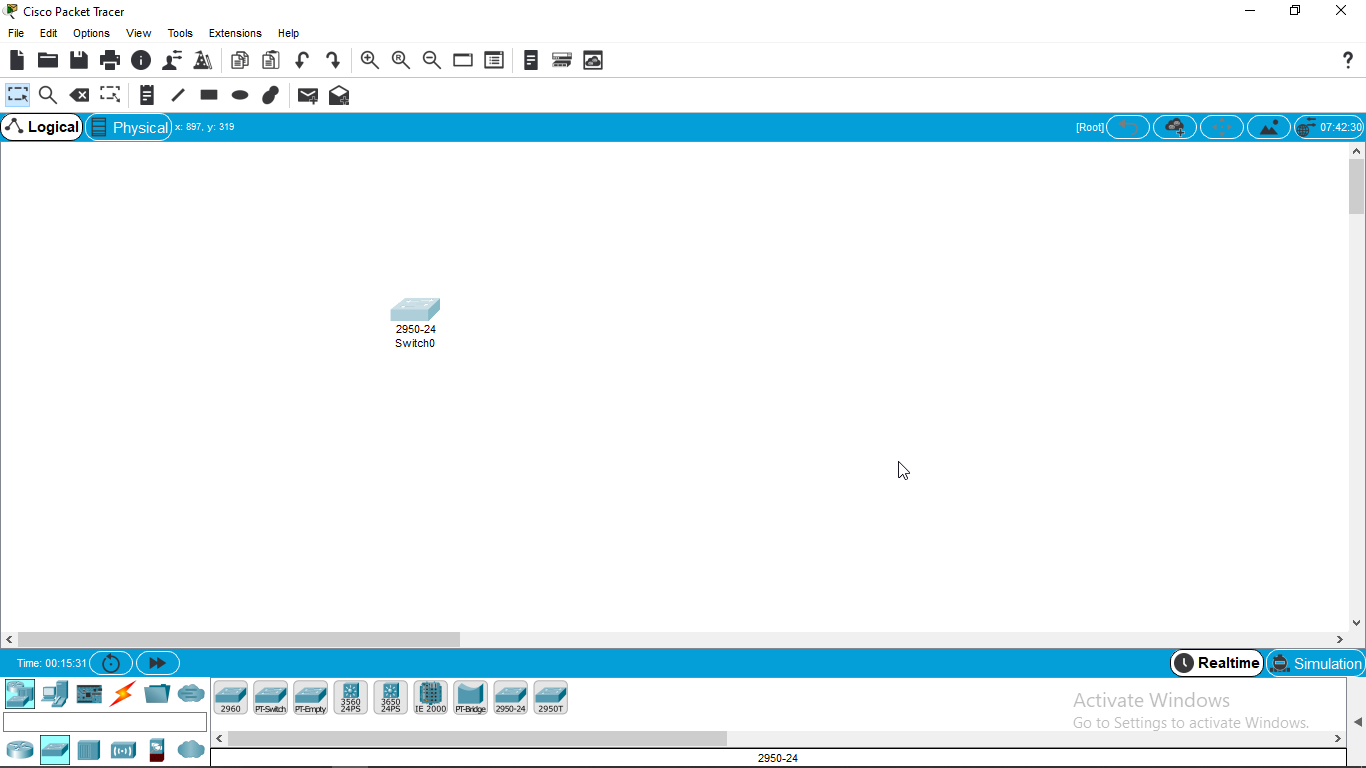 Cisco Packet Tracer
File Edit Options View Tools Extensions Help
R
?
Logical Physical x: 897, y: 319 [Root] 07:42:30
2950-24
Switch0
Time: 00:15:31 Realtime Simulation
2960 PT-Switch PT-Empty 3560 24PS 3650 24PS IE 2000 PT-Bridge 2950-24 2950T
Activate Windows
Go to Settings to activate Windows.
2950-24